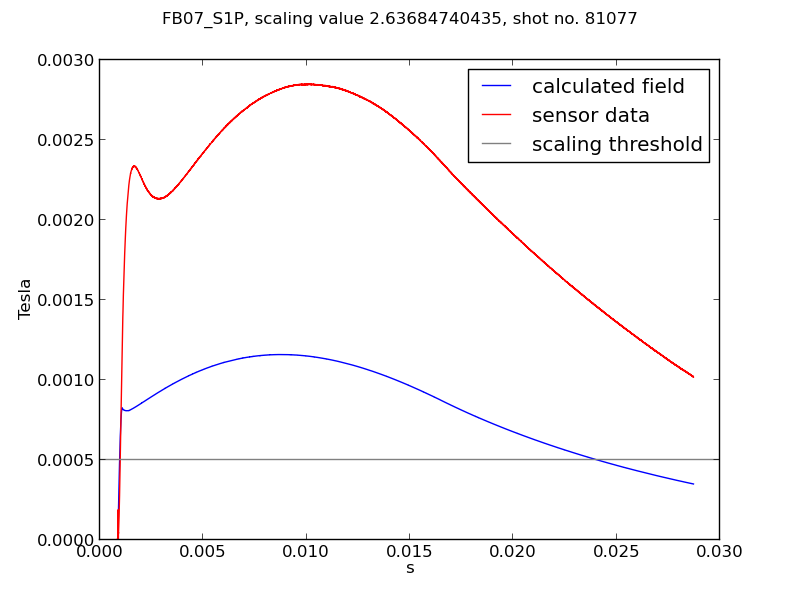 FB07_S1P, scaling value 2.63684740435, shot no. 81077
0.0030
0.0025
0.0020
0.0015
0.0010
0.0005
0.0000
Tesla
calculated field
sensor data
scaling threshold
0.000
0.005
0.010
0.015
0.020
0.025
0.030
s